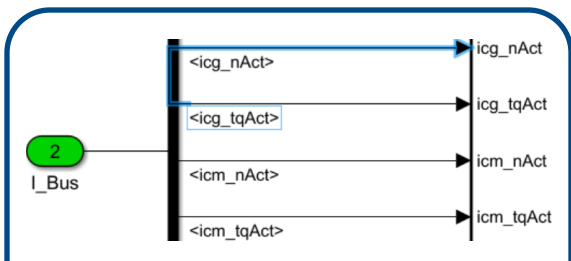 icg_nAct
<icg_nAct>
icg_tqAct
<icg_tqAct>
2
I_Bus
icm_nAct
<icm_nAct>
icm_tqAct
<icm_tqAct>